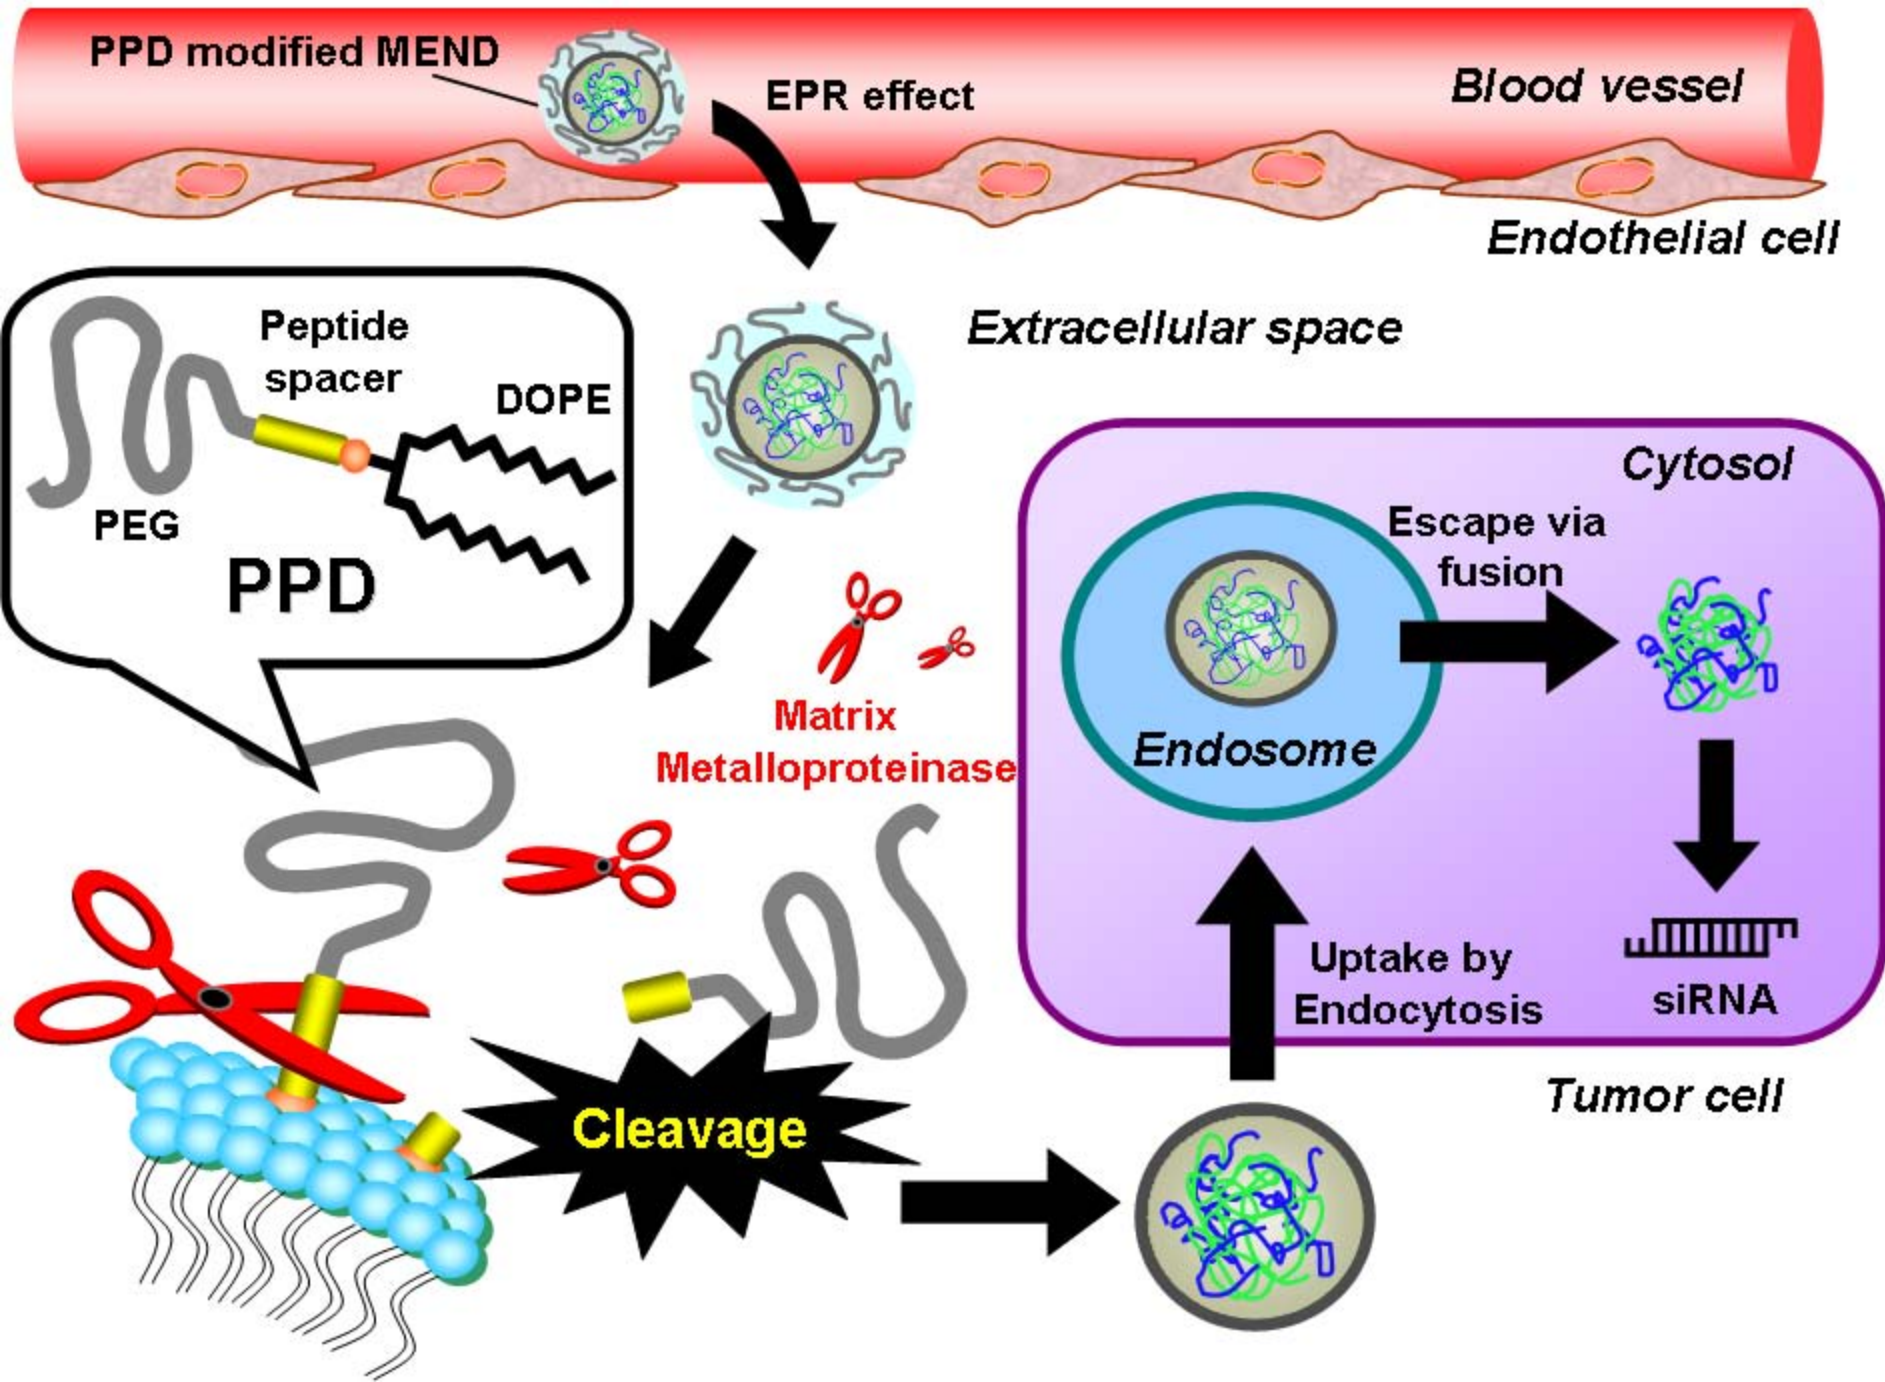 PPD modified MEND
EPR effect
Blood vessel
Endothelial cell
Peptide
spacer
DOPE
PEG
PPD
Extracellular space
Matrix
Metalloproteinase
Cytosol
Escape via
fusion
Endosome
Uptake by
Endocytosis
siRNA
Tumor cell
Cleavage